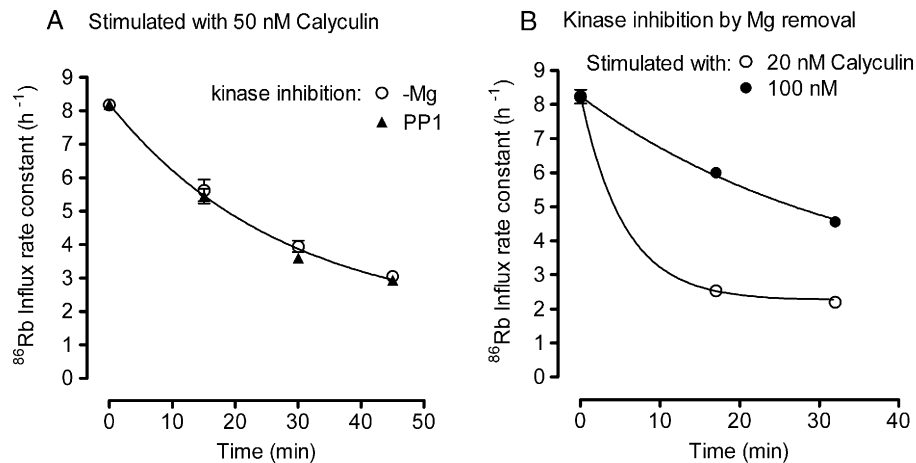 A Stimulated with 50 nM Calyculin
kinase inhibition: -Mg
PP1
⁸⁶Rb Influx rate constant (h⁻¹)
9
8
7
6
5
4
3
2
1
0
0 10 20 30 40 50
Time (min)
B Kinase inhibition by Mg removal
Stimulated with: 20 nM Calyculin
100 nM
⁸⁶Rb Influx rate constant (h⁻¹)
9
8
7
6
5
4
3
2
1
0
0 10 20 30 40
Time (min)